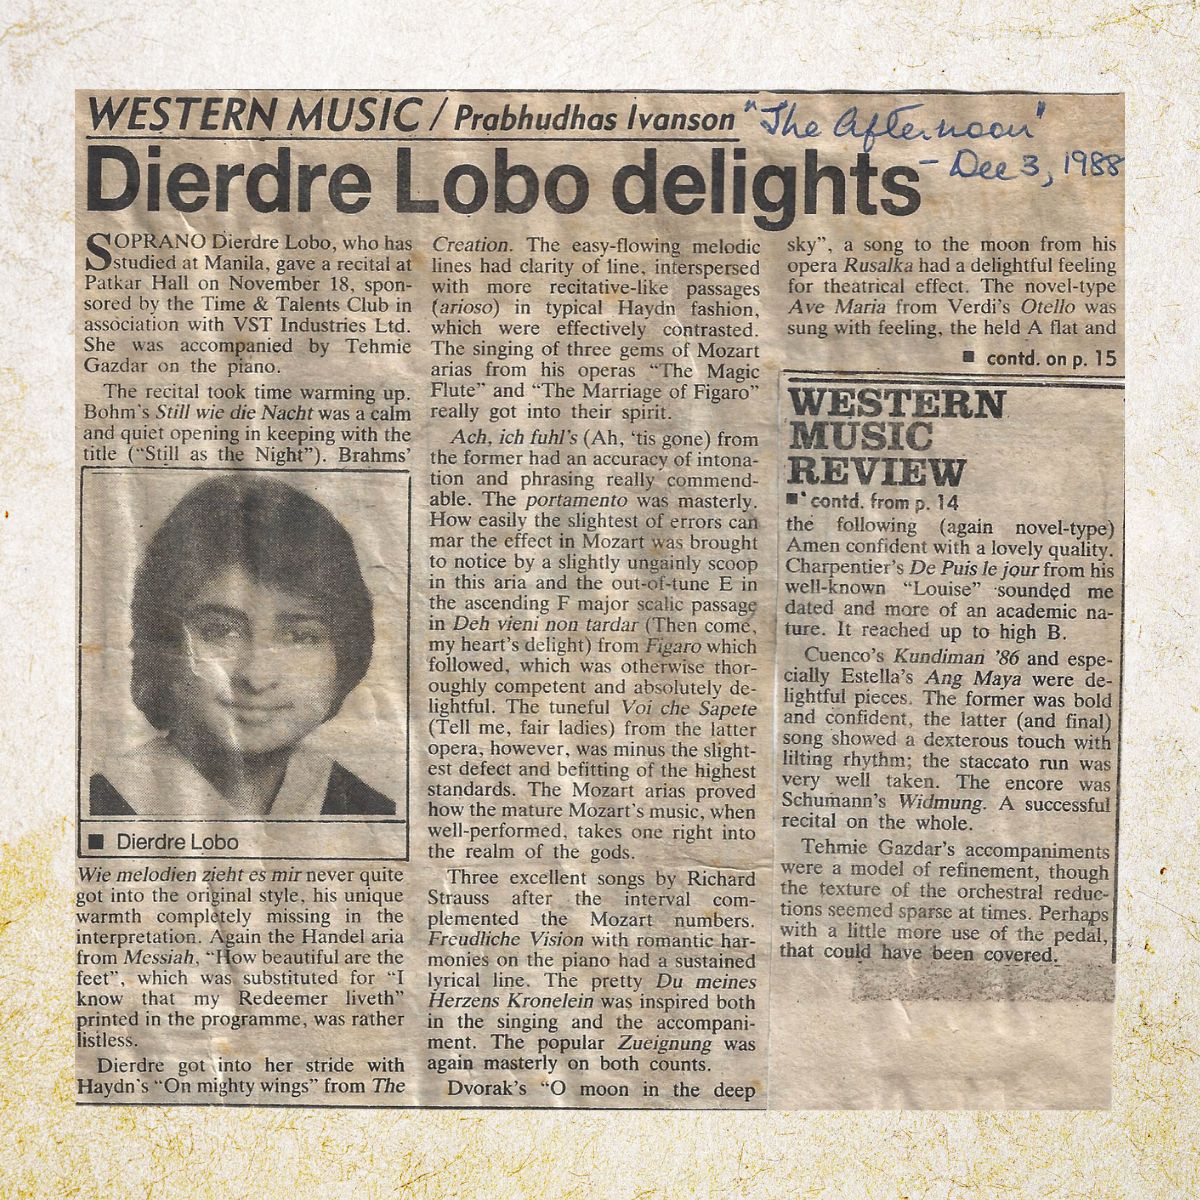 WESTERN MUSIC / Prabhudhas Ivanson
"The Afternoon"
- Dec 3, 1988
Dierdre Lobo delights
SOPRANO Dierdre Lobo, who has
studied at Manila, gave a recital at
Patkar Hall on November 18, spon-
sored by the Time & Talents Club in
association with VST Industries Ltd.
She was accompanied by Tehmie
Gazdar on the piano.
The recital took time warming up.
Bohm's Still wie die Nacht was a calm
and quiet opening in keeping with the
title ("Still as the Night"). Brahms'
■ Dierdre Lobo
Wie melodien zieht es mir never quite
got into the original style, his unique
warmth completely missing in the
interpretation. Again the Handel aria
from Messiah, "How beautiful are the
feet", which was substituted for "I
know that my Redeemer liveth"
printed in the programme, was rather
listless.
Dierdre got into her stride with
Haydn's "On mighty wings" from The
Creation. The easy-flowing melodic
lines had clarity of line, interspersed
with more recitative-like passages
(arioso) in typical Haydn fashion,
which were effectively contrasted.
The singing of three gems of Mozart
arias from his operas "The Magic
Flute" and "The Marriage of Figaro"
really got into their spirit.
Ach, ich fuhl's (Ah, 'tis gone) from
the former had an accuracy of intona-
tion and phrasing really commend-
able. The portamento was masterly.
How easily the slightest of errors can
mar the effect in Mozart was brought
to notice by a slightly ungainly scoop
in this aria and the out-of-tune E in
the ascending F major scalic passage
in Deh vieni non tardar (Then come,
my heart's delight) from Figaro which
followed, which was otherwise thor-
oughly competent and absolutely de-
lightful. The tuneful Voi che Sapete
(Tell me, fair ladies) from the latter
opera, however, was minus the slight-
est defect and befitting of the highest
standards. The Mozart arias proved
how the mature Mozart's music, when
well-performed, takes one right into
the realm of the gods.
Three excellent songs by Richard
Strauss after the interval com-
plemented the Mozart numbers.
Freudliche Vision with romantic har-
monies on the piano had a sustained
lyrical line. The pretty Du meines
Herzens Kronelein was inspired both
in the singing and the accompani-
ment. The popular Zueignung was
again masterly on both counts.
Dvorak's "O moon in the deep
sky", a song to the moon from his
opera Rusalka had a delightful feeling
for theatrical effect. The novel-type
Ave Maria from Verdi's Otello was
sung with feeling, the held A flat and
■ contd. on p. 15
WESTERN
MUSIC
REVIEW
■ contd. from p. 14
the following (again novel-type)
Amen confident with a lovely quality.
Charpentier's De Puis le jour from his
well-known "Louise" sounded me
dated and more of an academic na-
ture. It reached up to high B.
Cuenco's Kundiman '86 and espe-
cially Estella's Ang Maya were de-
lightful pieces. The former was bold
and confident, the latter (and final)
song showed a dexterous touch with
lilting rhythm; the staccato run was
very well taken. The encore was
Schumann's Widmung. A successful
recital on the whole.
Tehmie Gazdar's accompaniments
were a model of refinement, though
the texture of the orchestral reduc-
tions seemed sparse at times. Perhaps
with a little more use of the pedal,
that could have been covered.